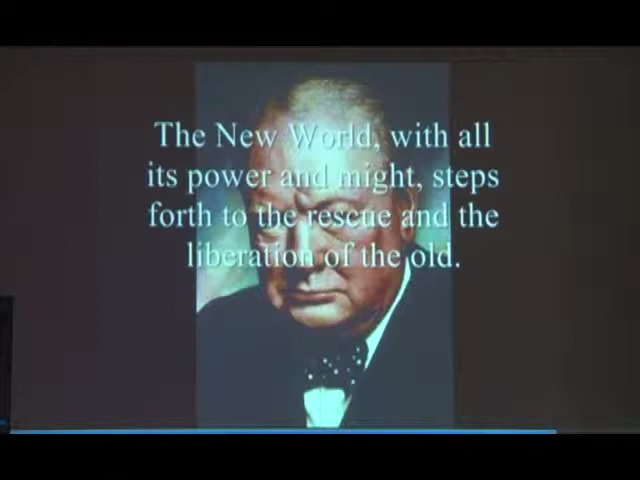 The New World, with all
its power and might, steps
forth to the rescue and the
liberation of the old.